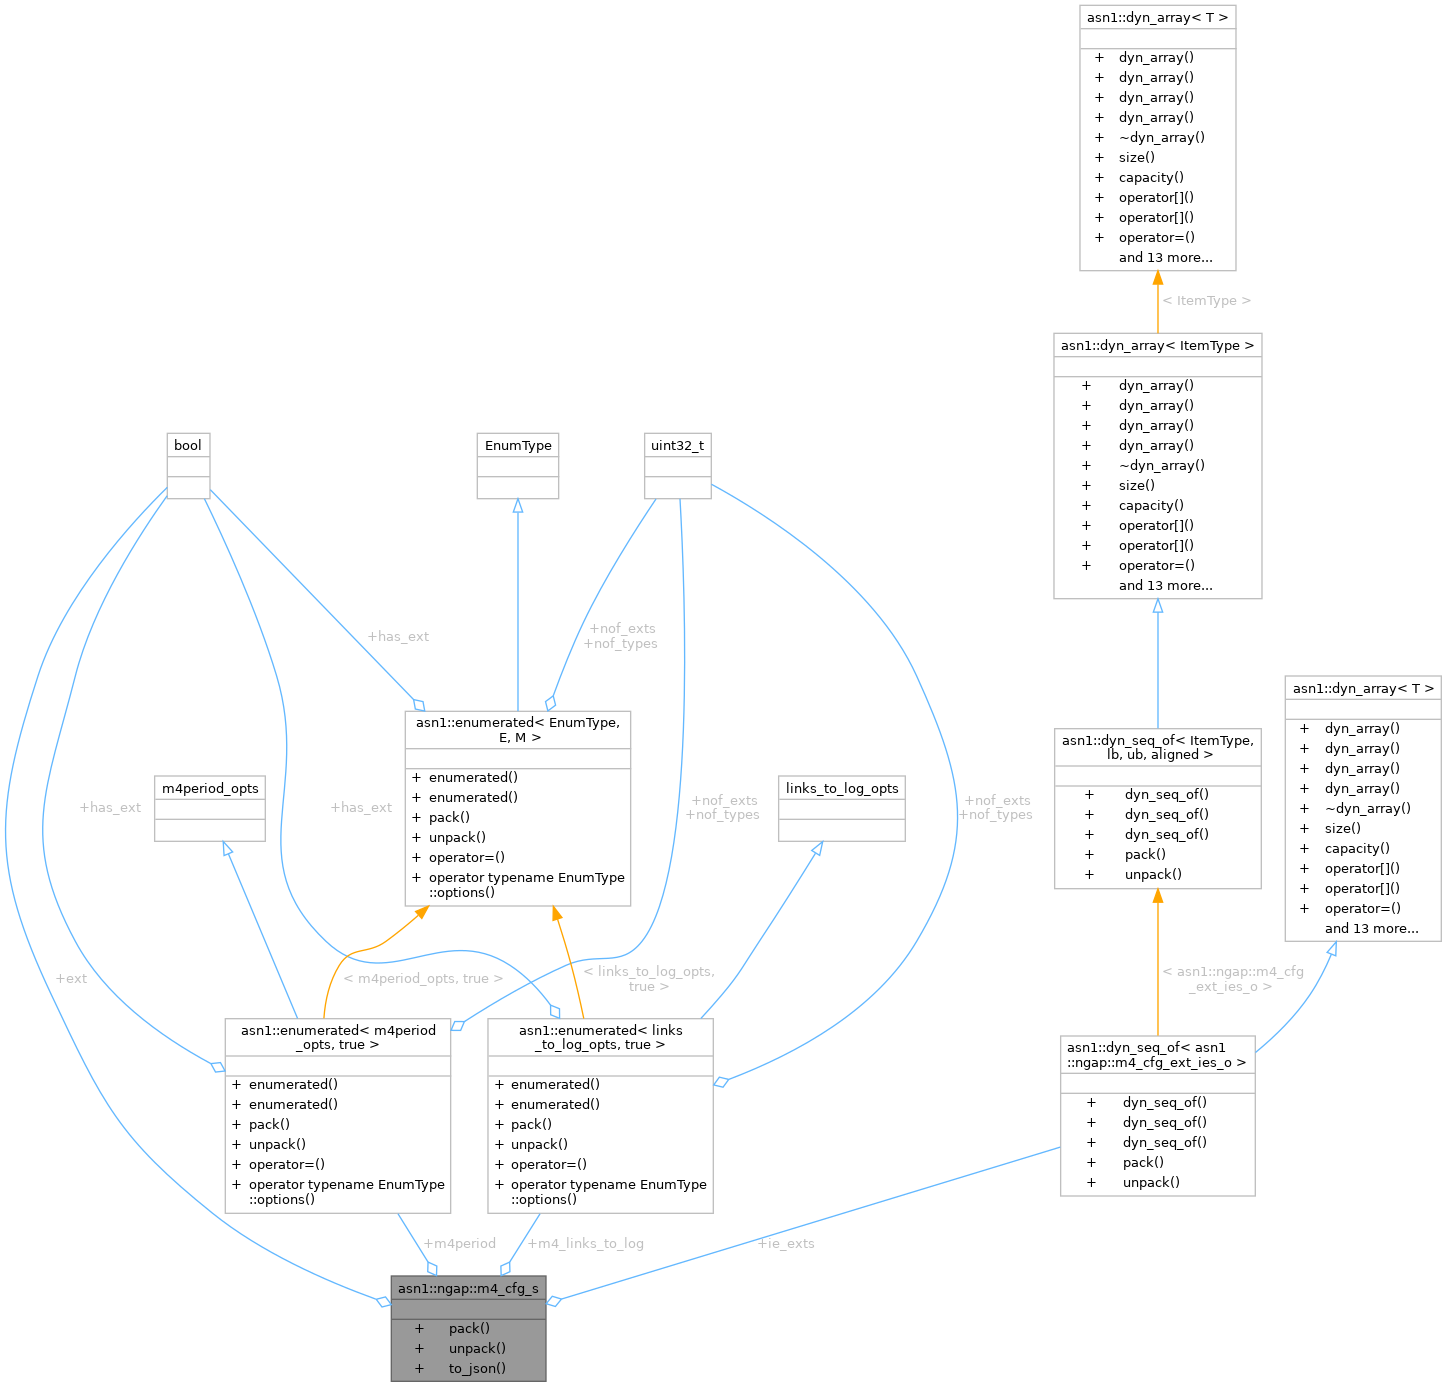 asn1::dyn_array< T >
+ dyn_array()
+ dyn_array()
+ dyn_array()
+ dyn_array()
+ ~dyn_array()
+ size()
+ capacity()
+ operator[]()
+ operator[]()
+ operator=()
and 13 more...
< ItemType >
asn1::dyn_array< ItemType >
+ dyn_array()
+ dyn_array()
+ dyn_array()
+ dyn_array()
+ ~dyn_array()
+ size()
+ capacity()
+ operator[]()
+ operator[]()
+ operator=()
and 13 more...
bool
EnumType
uint32_t
+has_ext
+nof_exts
+nof_types
asn1::enumerated< EnumType,
E, M >
+ enumerated()
+ enumerated()
+ pack()
+ unpack()
+ operator=()
+ operator typename EnumType
::options()
asn1::dyn_seq_of< ItemType,
lb, ub, aligned >
+ dyn_seq_of()
+ dyn_seq_of()
+ dyn_seq_of()
+ pack()
+ unpack()
asn1::dyn_array< T >
+ dyn_array()
+ dyn_array()
+ dyn_array()
+ dyn_array()
+ ~dyn_array()
+ size()
+ capacity()
+ operator[]()
+ operator[]()
+ operator=()
and 13 more...
+has_ext
m4period_opts
+has_ext
+nof_exts
+nof_types
links_to_log_opts
+nof_exts
+nof_types
+ext
< m4period_opts, true >
< links_to_log_opts,
true >
< asn1::ngap::m4_cfg
_ext_ies_o >
asn1::enumerated< m4period
_opts, true >
+ enumerated()
+ enumerated()
+ pack()
+ unpack()
+ operator=()
+ operator typename EnumType
::options()
asn1::enumerated< links
_to_log_opts, true >
+ enumerated()
+ enumerated()
+ pack()
+ unpack()
+ operator=()
+ operator typename EnumType
::options()
asn1::dyn_seq_of< asn1
::ngap::m4_cfg_ext_ies_o >
+ dyn_seq_of()
+ dyn_seq_of()
+ dyn_seq_of()
+ pack()
+ unpack()
+m4period
+m4_links_to_log
+ie_exts
asn1::ngap::m4_cfg_s
+ pack()
+ unpack()
+ to_json()